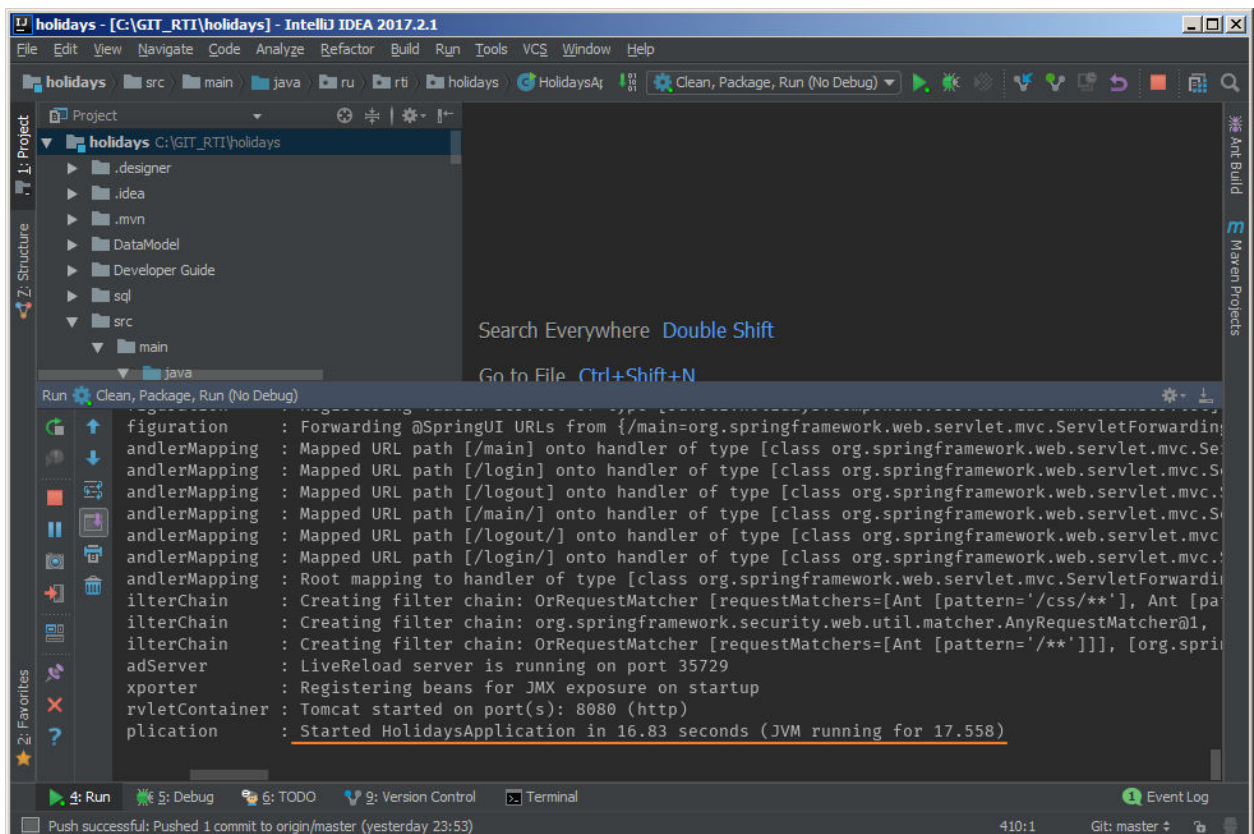 holidays - [C:\GIT_RTI\holidays] - IntelliJ IDEA 2017.2.1
File Edit View Navigate Code Analyze Refactor Build Run Tools VCS Window Help
holidays src main java ru rti holidays HolidaysAp Clean, Package, Run (No Debug)
Project
1: Project
Z: Structure
2: Favorites
Ant Build
Maven Projects
holidays C:\GIT_RTI\holidays
.designer
.idea
.mvn
DataModel
Developer Guide
sql
src
main
java
Search Everywhere Double Shift
Go to File Ctrl+Shift+N
Run Clean, Package, Run (No Debug)
figuration : Forwarding @SpringUI URLs from {/main=org.springframework.web.servlet.mvc.ServletForwarding
andlerMapping : Mapped URL path [/main] onto handler of type [class org.springframework.web.servlet.mvc.Se
andlerMapping : Mapped URL path [/login] onto handler of type [class org.springframework.web.servlet.mvc.S
andlerMapping : Mapped URL path [/logout] onto handler of type [class org.springframework.web.servlet.mvc.
andlerMapping : Mapped URL path [/main/] onto handler of type [class org.springframework.web.servlet.mvc.S
andlerMapping : Mapped URL path [/logout/] onto handler of type [class org.springframework.web.servlet.mvc
andlerMapping : Mapped URL path [/login/] onto handler of type [class org.springframework.web.servlet.mvc.
andlerMapping : Root mapping to handler of type [class org.springframework.web.servlet.mvc.ServletForwardi
ilterChain : Creating filter chain: OrRequestMatcher [requestMatchers=[Ant [pattern='/css/**'], Ant [pa
ilterChain : Creating filter chain: org.springframework.security.web.util.matcher.AnyRequestMatcher@1,
ilterChain : Creating filter chain: OrRequestMatcher [requestMatchers=[Ant [pattern='/**']]], [org.spri
adServer : LiveReload server is running on port 35729
xporter : Registering beans for JMX exposure on startup
rvletContainer : Tomcat started on port(s): 8080 (http)
plication : Started HolidaysApplication in 16.83 seconds (JVM running for 17.558)
4: Run 5: Debug 6: TODO 9: Version Control Terminal 1 Event Log
Push successful: Pushed 1 commit to origin/master (yesterday 23:53) 410:1 Git: master